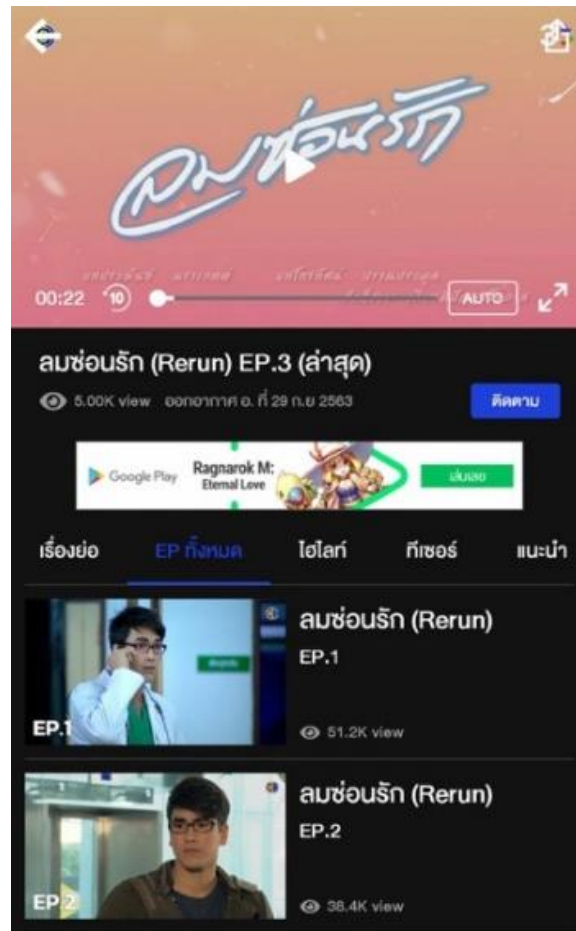 ลมซ่อนรัก
00:22
10
AUTO
ลมซ่อนรัก (Rerun) EP.3 (ล่าสุด)
5.00K view ออกอากาศ อ. ที่ 29 ก.ย 2563
ติดตาม
Google Play
Ragnarok M:
Eternal Love
เล่นเลย
เรื่องย่อ EP ทั้งหมด ไฮไลท์ ทีเซอร์ แนะนำ
EP.1
ลมซ่อนรัก (Rerun)
EP.1
51.2K view
EP.2
ลมซ่อนรัก (Rerun)
EP.2
38.4K view